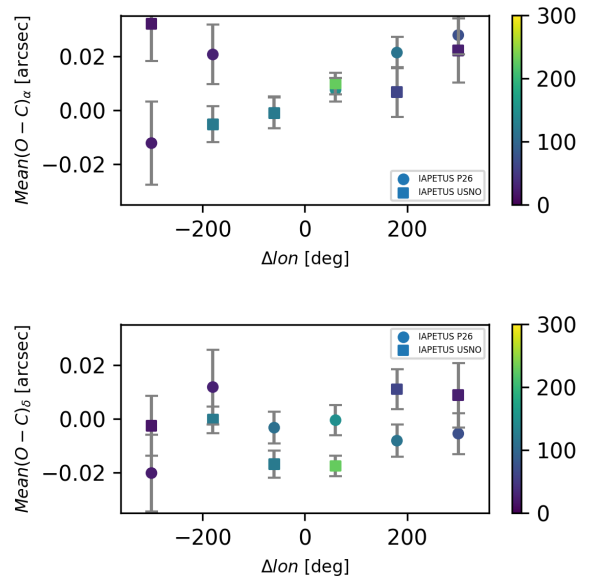 300
200
100
0
0.02
0.00
−0.02
Mean(O − C)α [arcsec]
IAPETUS P26
IAPETUS USNO
−200
0
200
Δlon [deg]
300
200
100
0
0.02
0.00
−0.02
Mean(O − C)δ [arcsec]
IAPETUS P26
IAPETUS USNO
−200
0
200
Δlon [deg]